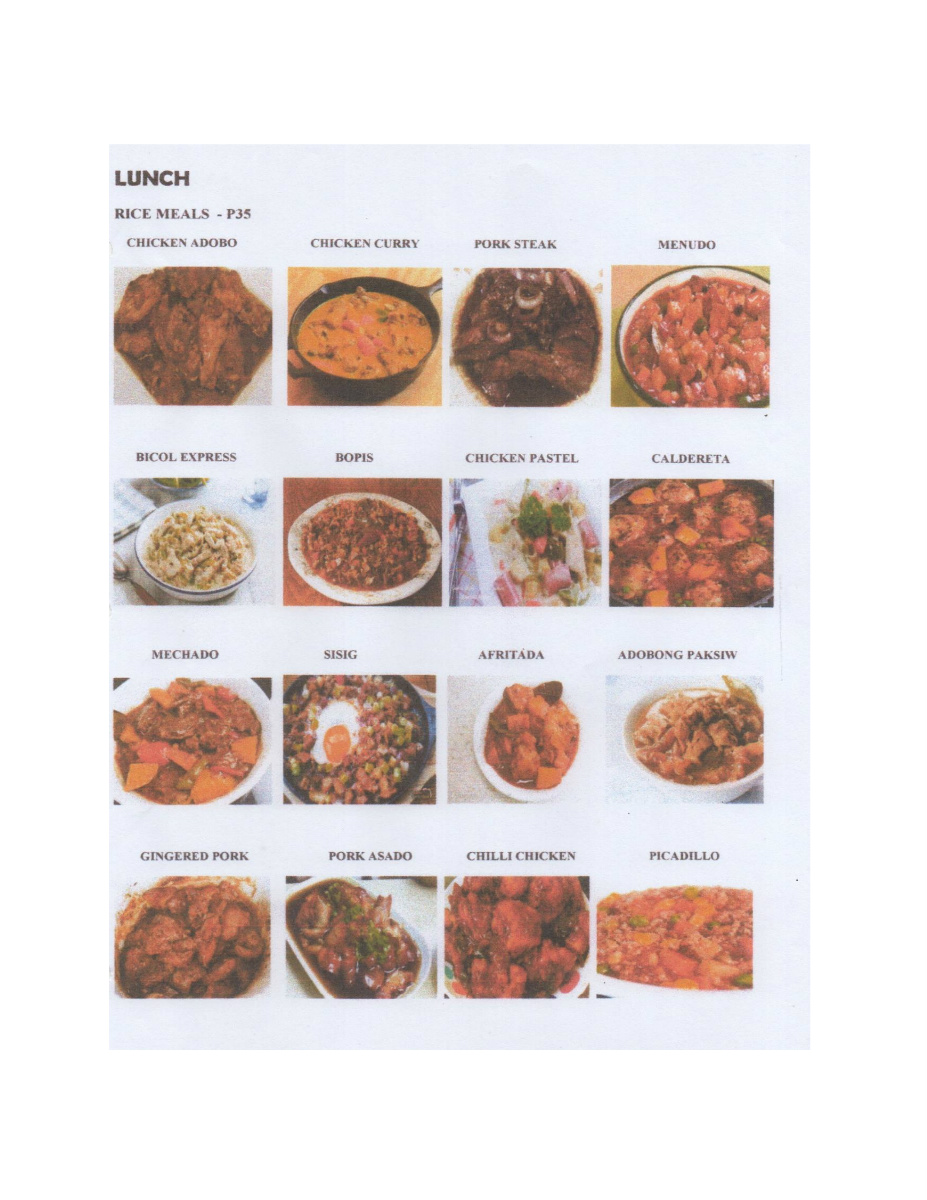 LUNCH
RICE MEALS - P35
CHICKEN ADOBO CHICKEN CURRY PORK STEAK MENUDO
BICOL EXPRESS BOPIS CHICKEN PASTEL CALDERETA
MECHADO SISIG AFRITADA ADOBONG PAKSIW
GINGERED PORK PORK ASADO CHILLI CHICKEN PICADILLO